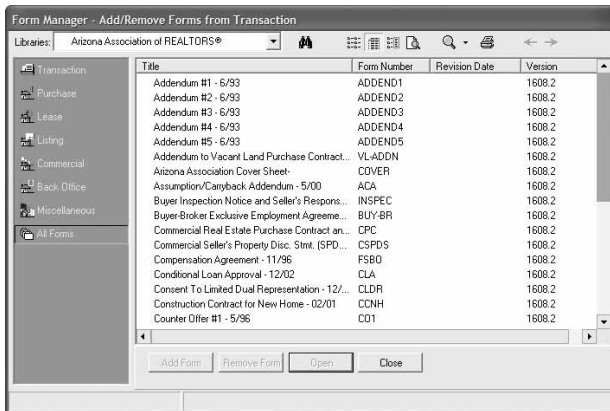 Form Manager - Add/Remove Forms from Transaction
Libraries: Arizona Association of REALTORS®
Transaction
Purchase
Lease
Listing
Commercial
Back Office
Miscellaneous
All Forms
Title Form Number Revision Date Version
Addendum #1 - 6/93 ADDEND1 1608.2
Addendum #2 - 6/93 ADDEND2 1608.2
Addendum #3 - 6/93 ADDEND3 1608.2
Addendum #4 - 6/93 ADDEND4 1608.2
Addendum #5 - 6/93 ADDEND5 1608.2
Addendum to Vacant Land Purchase Contract... VL-ADDN 1608.2
Arizona Association Cover Sheet- COVER 1608.2
Assumption/Carryback Addendum - 5/00 ACA 1608.2
Buyer Inspection Notice and Seller's Respons... INSPEC 1608.2
Buyer-Broker Exclusive Employment Agreeme... BUY-BR 1608.2
Commercial Real Estate Purchase Contract an... CPC 1608.2
Commercial Seller's Property Disc. Stmt. (SPD... CSPDS 1608.2
Compensation Agreement - 11/96 FSBO 1608.2
Conditional Loan Approval - 12/02 CLA 1608.2
Consent To Limited Dual Representation - 12/... CLDR 1608.2
Construction Contract for New Home - 02/01 CCNH 1608.2
Counter Offer #1 - 5/96 CO1 1608.2
Add Form Remove Form Open Close